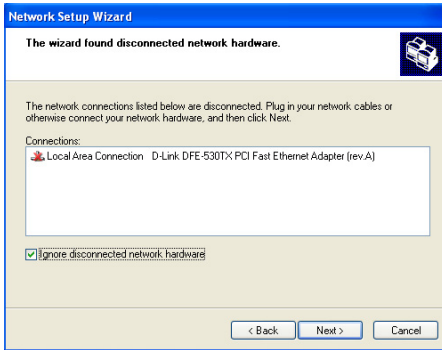 Network Setup Wizard
The wizard found disconnected network hardware.
The network connections listed below are disconnected. Plug in your network cables or
otherwise connect your network hardware, and then click Next.
Connections:
Local Area Connection D-Link DFE-530TX PCI Fast Ethernet Adapter (rev.A)
Ignore disconnected network hardware
< Back Next > Cancel